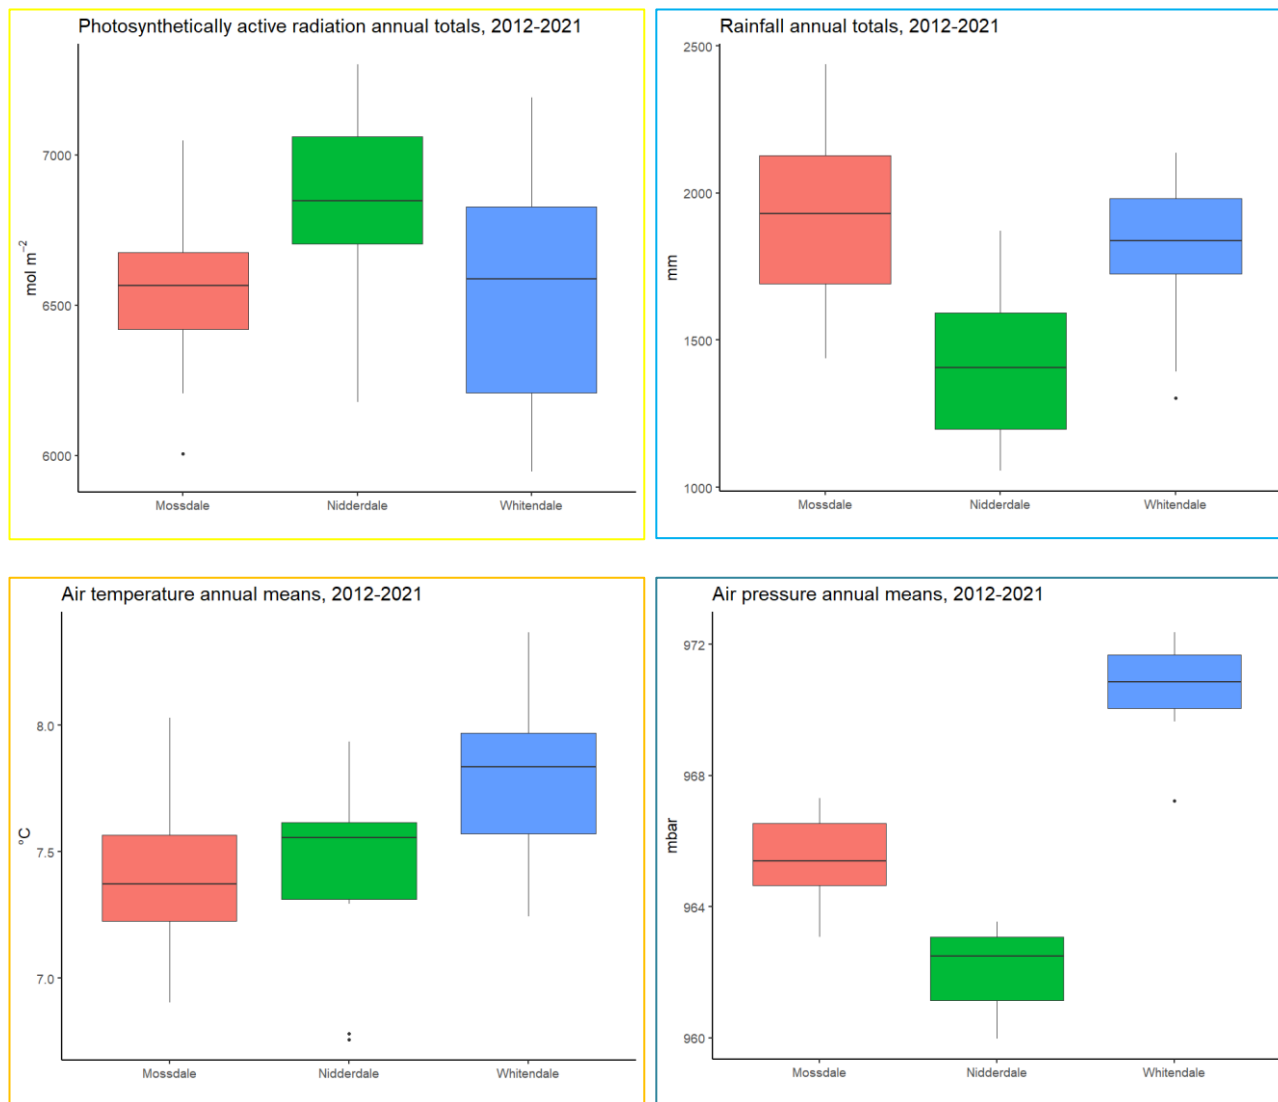 Photosynthetically active radiation annual totals, 2012-2021
mol m⁻²
7000
6500
6000
Mossdale Nidderdale Whitendale
Rainfall annual totals, 2012-2021
mm
2500
2000
1500
1000
Mossdale Nidderdale Whitendale
Air temperature annual means, 2012-2021
°C
8.0
7.5
7.0
Mossdale Nidderdale Whitendale
Air pressure annual means, 2012-2021
mbar
972
968
964
960
Mossdale Nidderdale Whitendale